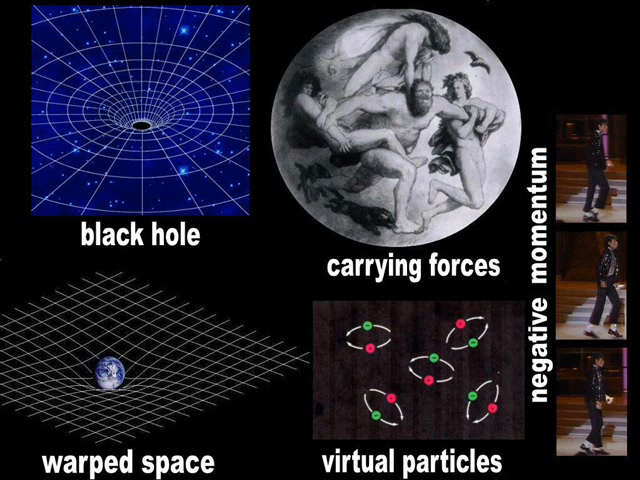 black hole
carrying forces
negative momentum
warped space
virtual particles